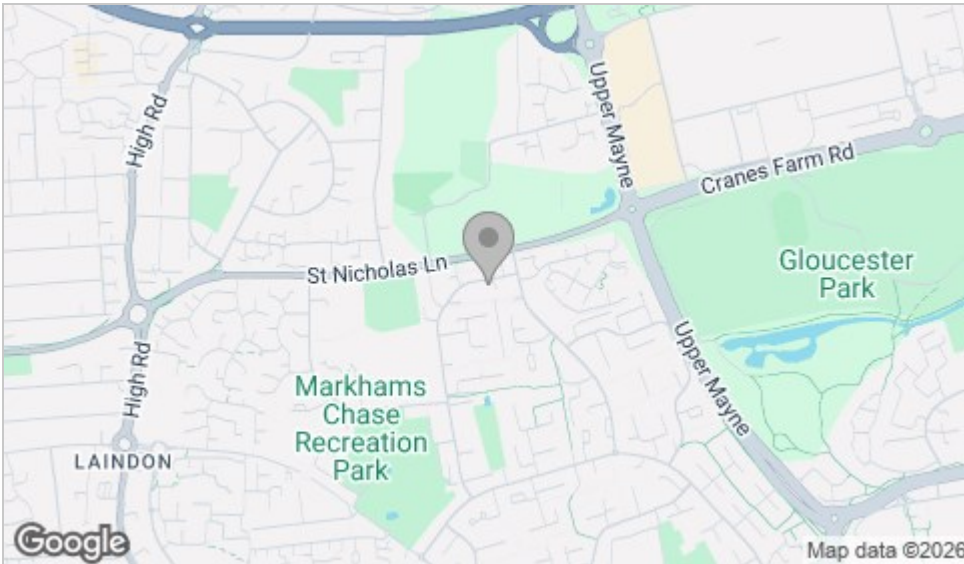 High Rd
Upper Mayne
Cranes Farm Rd
St Nicholas Ln
Gloucester
Park
High Rd
Upper Mayne
Markhams
Chase
Recreation
Park
LAINDON
Google
Map data ©2026